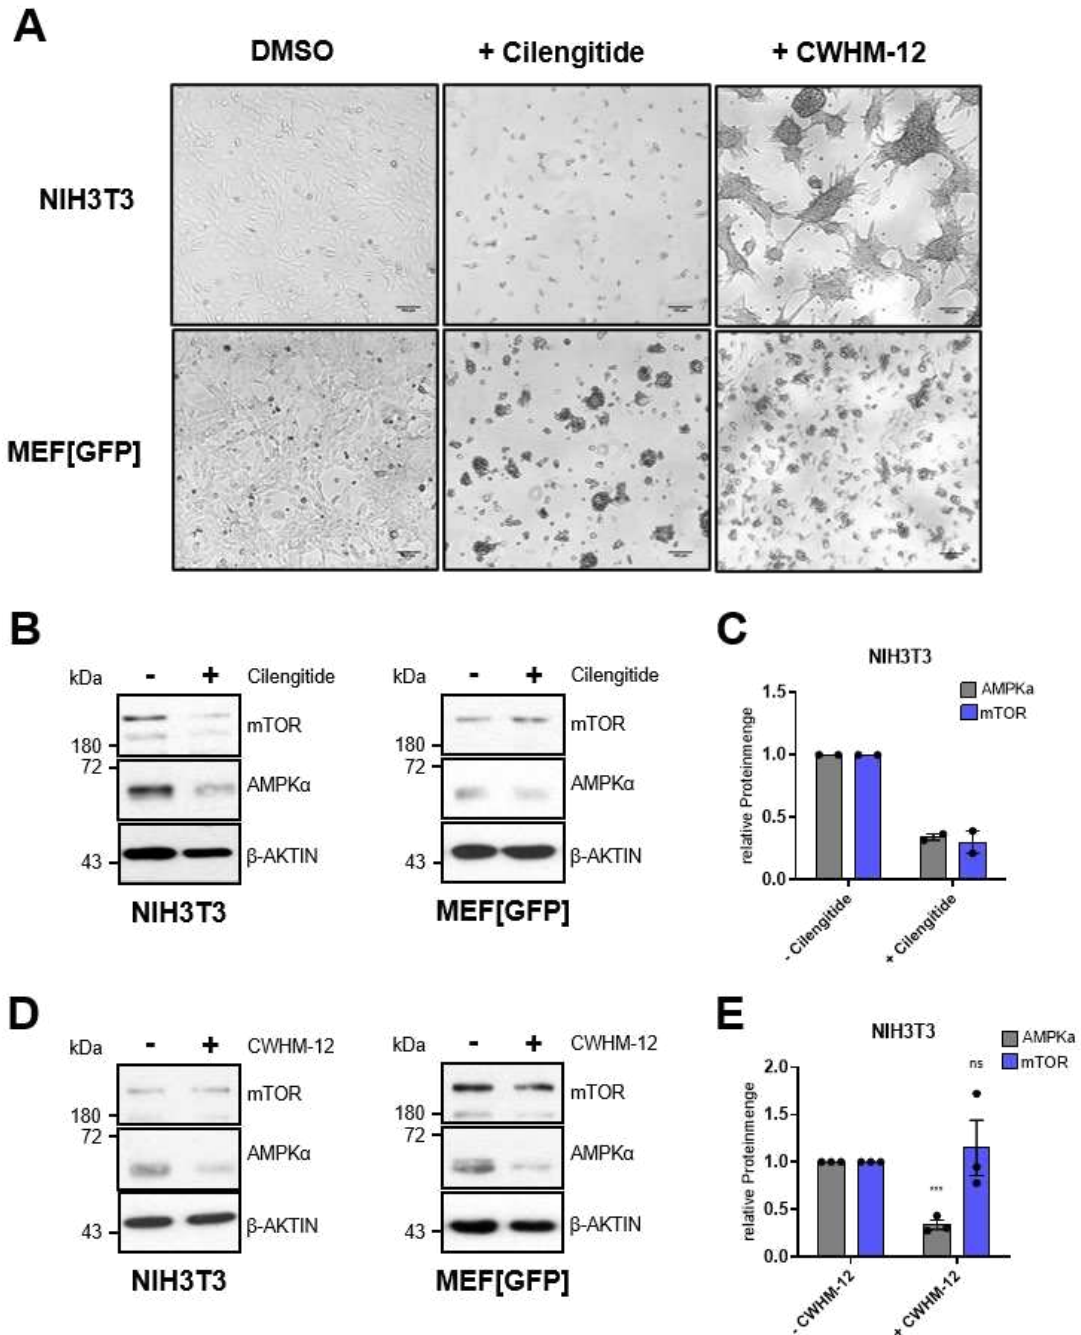 A
DMSO
+ Cilengitide
+ CWHM-12
NIH3T3
MEF[GFP]
B
kDa
- + Cilengitide
mTOR
180
72
AMPKα
43
β-AKTIN
NIH3T3
kDa
- + Cilengitide
mTOR
180
72
AMPKα
43
β-AKTIN
MEF[GFP]
C
NIH3T3
AMPKa
mTOR
relative Proteinmenge
1.5
1.0
0.5
0.0
- Cilengitide
+ Cilengitide
D
kDa
- + CWHM-12
mTOR
180
72
AMPKα
43
β-AKTIN
NIH3T3
kDa
- + CWHM-12
mTOR
180
72
AMPKα
43
β-AKTIN
MEF[GFP]
E
NIH3T3
AMPKa
mTOR
relative Proteinmenge
2.0
1.5
1.0
0.5
0.0
***
ns
- CWHM-12
+ CWHM-12